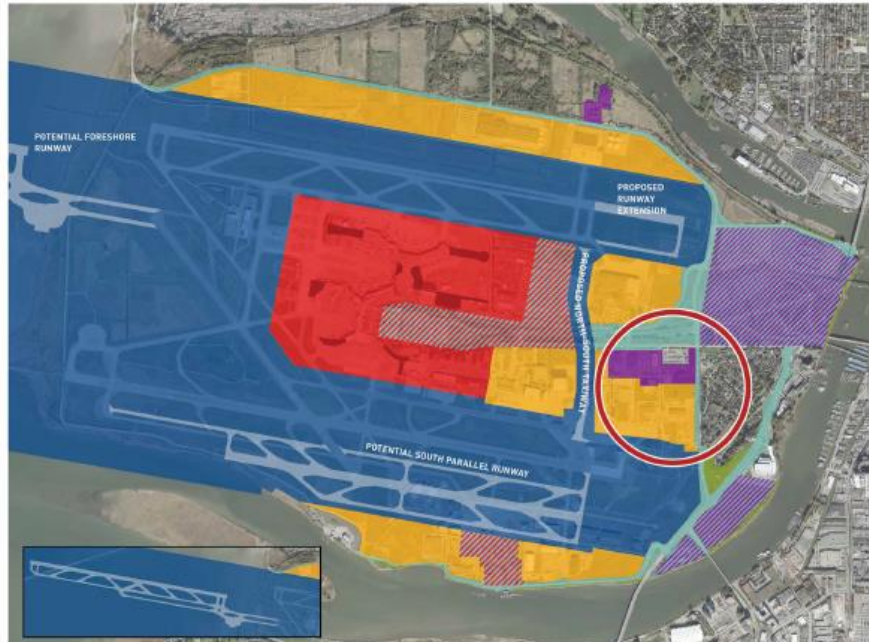 POTENTIAL FORESHORE
RUNWAY
PROPOSED
RUNWAY
EXTENSION
PROPOSED NORTH-SOUTH TAXIWAY
POTENTIAL SOUTH PARALLEL RUNWAY